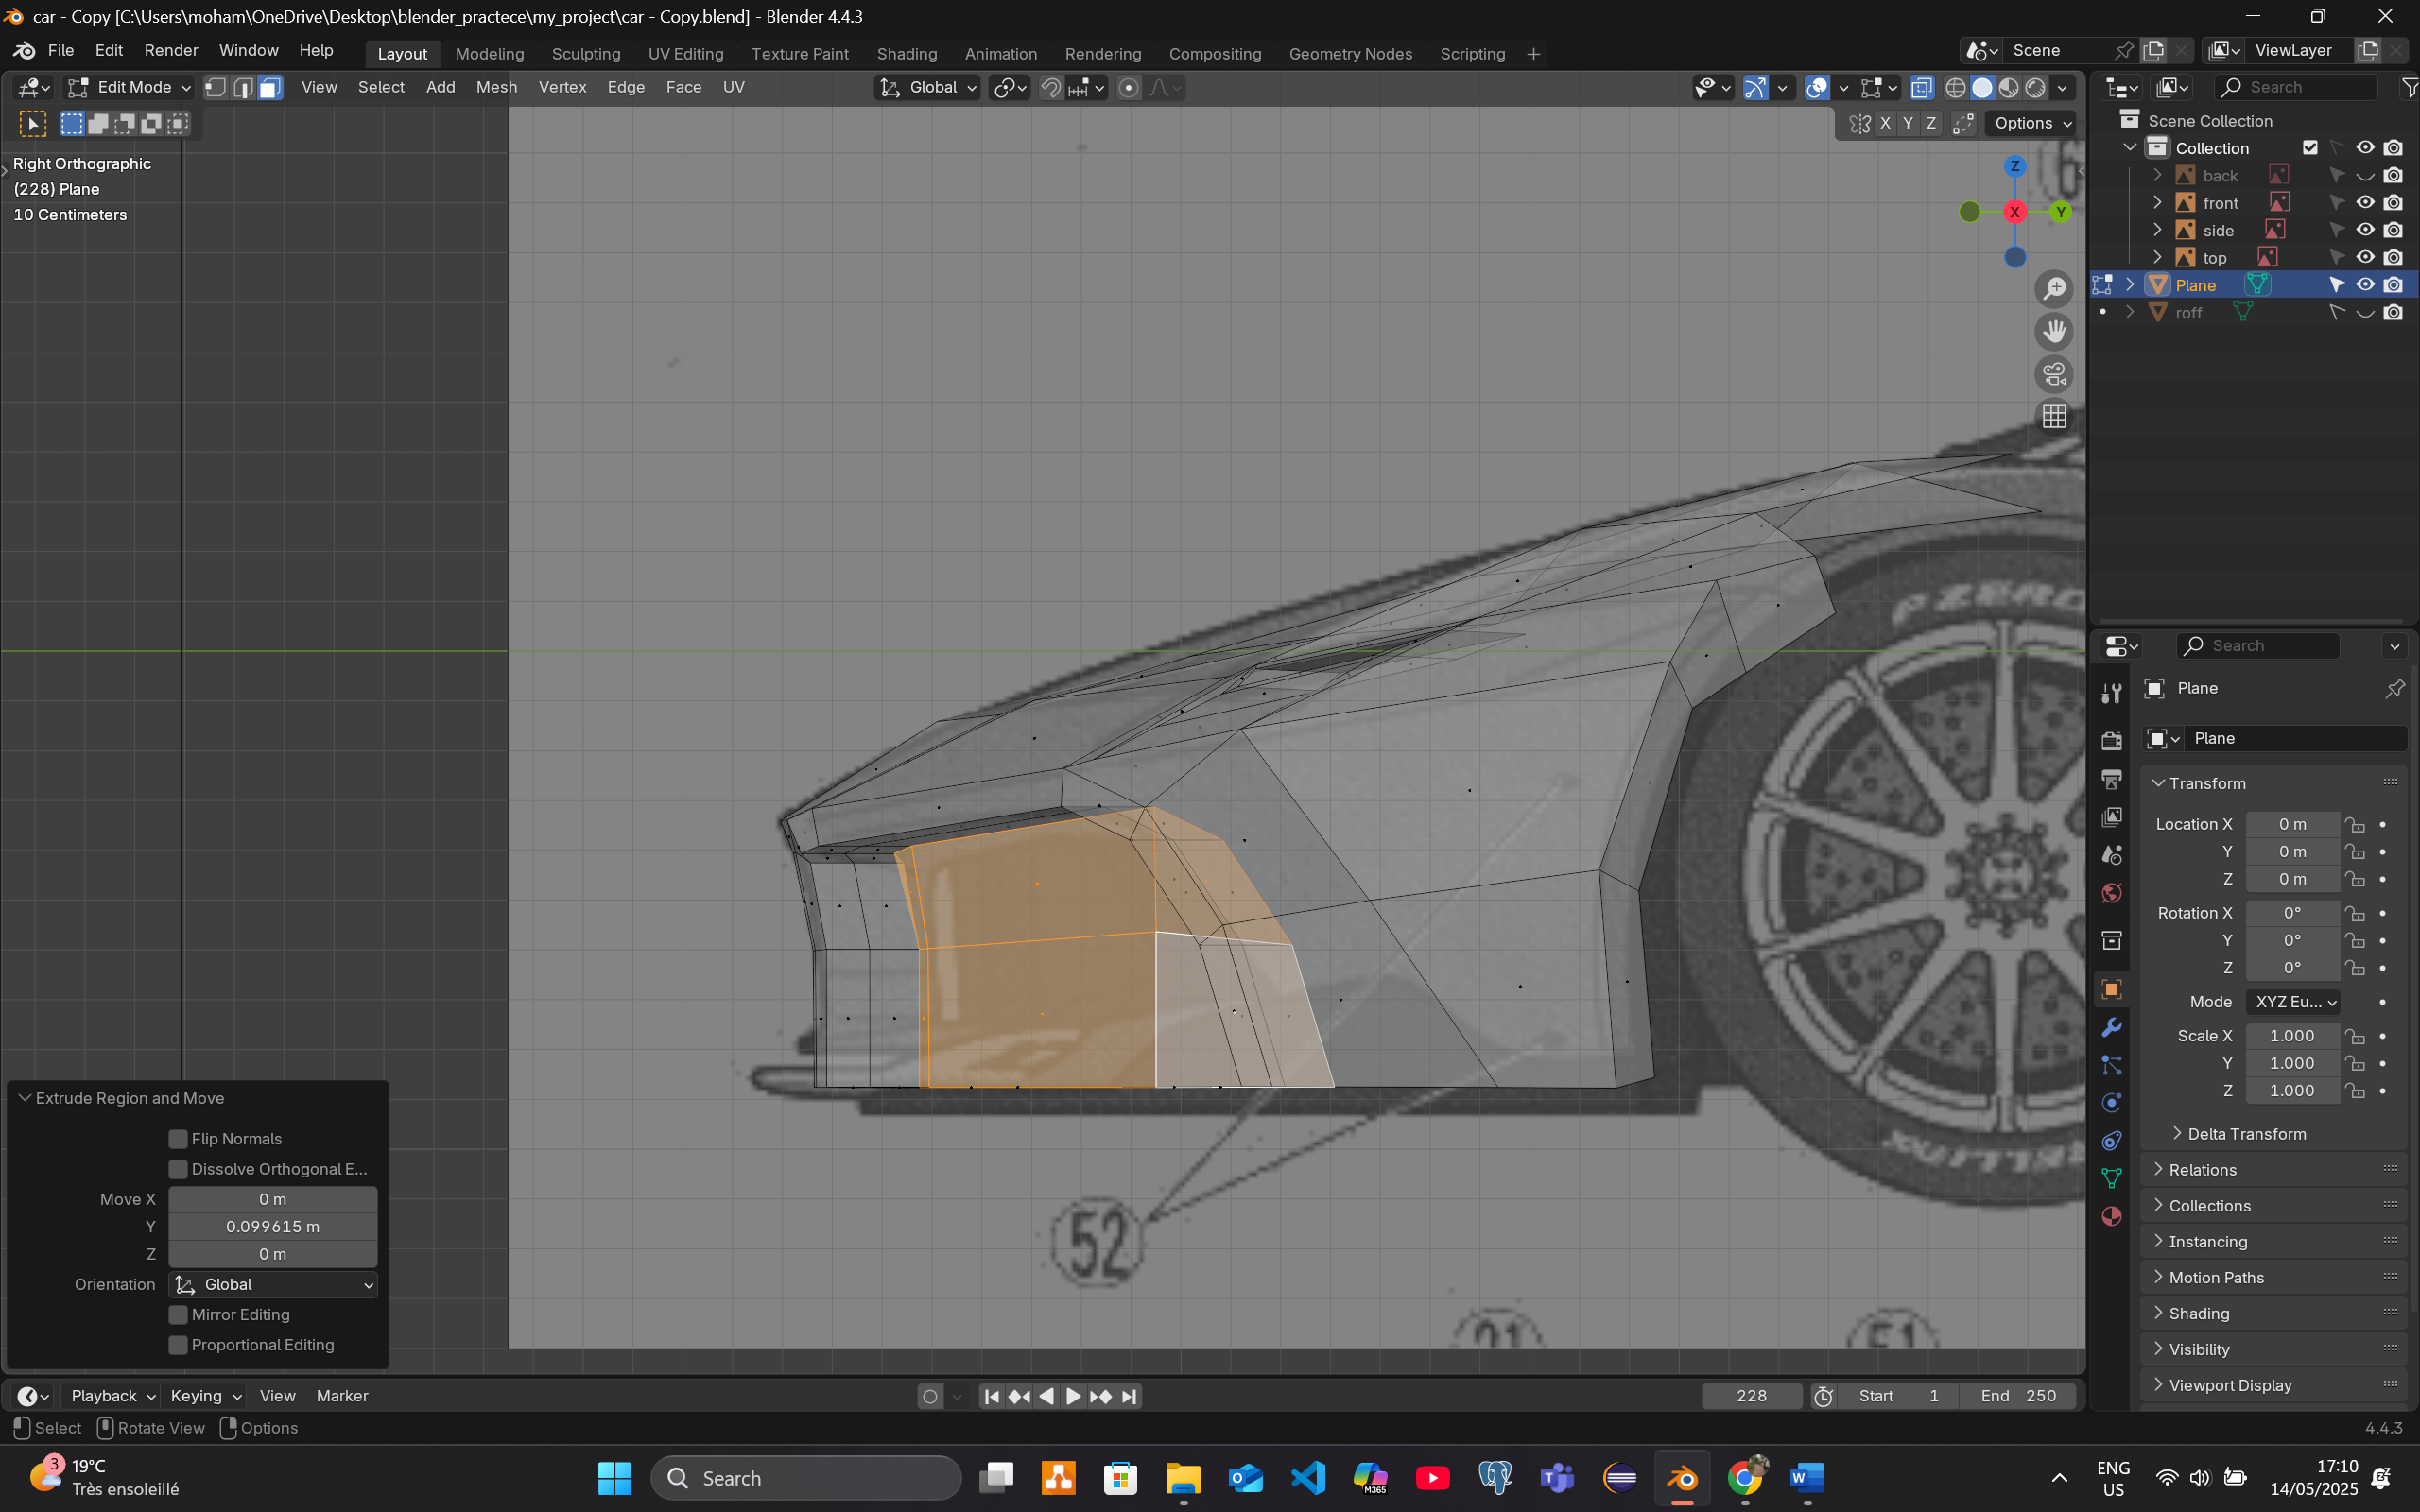 car - Copy [C:\Users\moham\OneDrive\Desktop\blender_practece\my_project\car - Copy.blend] - Blender 4.4.3
File Edit Render Window Help Layout Modeling Sculpting UV Editing Texture Paint Shading Animation Rendering Compositing Geometry Nodes Scripting + Scene ViewLayer
Edit Mode View Select Add Mesh Vertex Edge Face UV Global Search
X Y Z Options
Right Orthographic
(228) Plane
10 Centimeters
Z
X
Y
Scene Collection
Collection
back
front
side
top
Plane
roff
P ZERO
52
21
51
Search
Plane
Plane
Transform
Location X 0 m
Y 0 m
Z 0 m
Rotation X 0°
Y 0°
Z 0°
Mode XYZ Eu...
Scale X 1.000
Y 1.000
Z 1.000
Delta Transform
Relations
Collections
Instancing
Motion Paths
Shading
Visibility
Viewport Display
Extrude Region and Move
Flip Normals
Dissolve Orthogonal E...
Move X 0 m
Y 0.099615 m
Z 0 m
Orientation Global
Mirror Editing
Proportional Editing
Playback Keying View Marker 228 Start 1 End 250
Select Rotate View Options 4.4.3
3
19°C
Très ensoleillé
Search
M365
ENG
US
17:10
14/05/2025